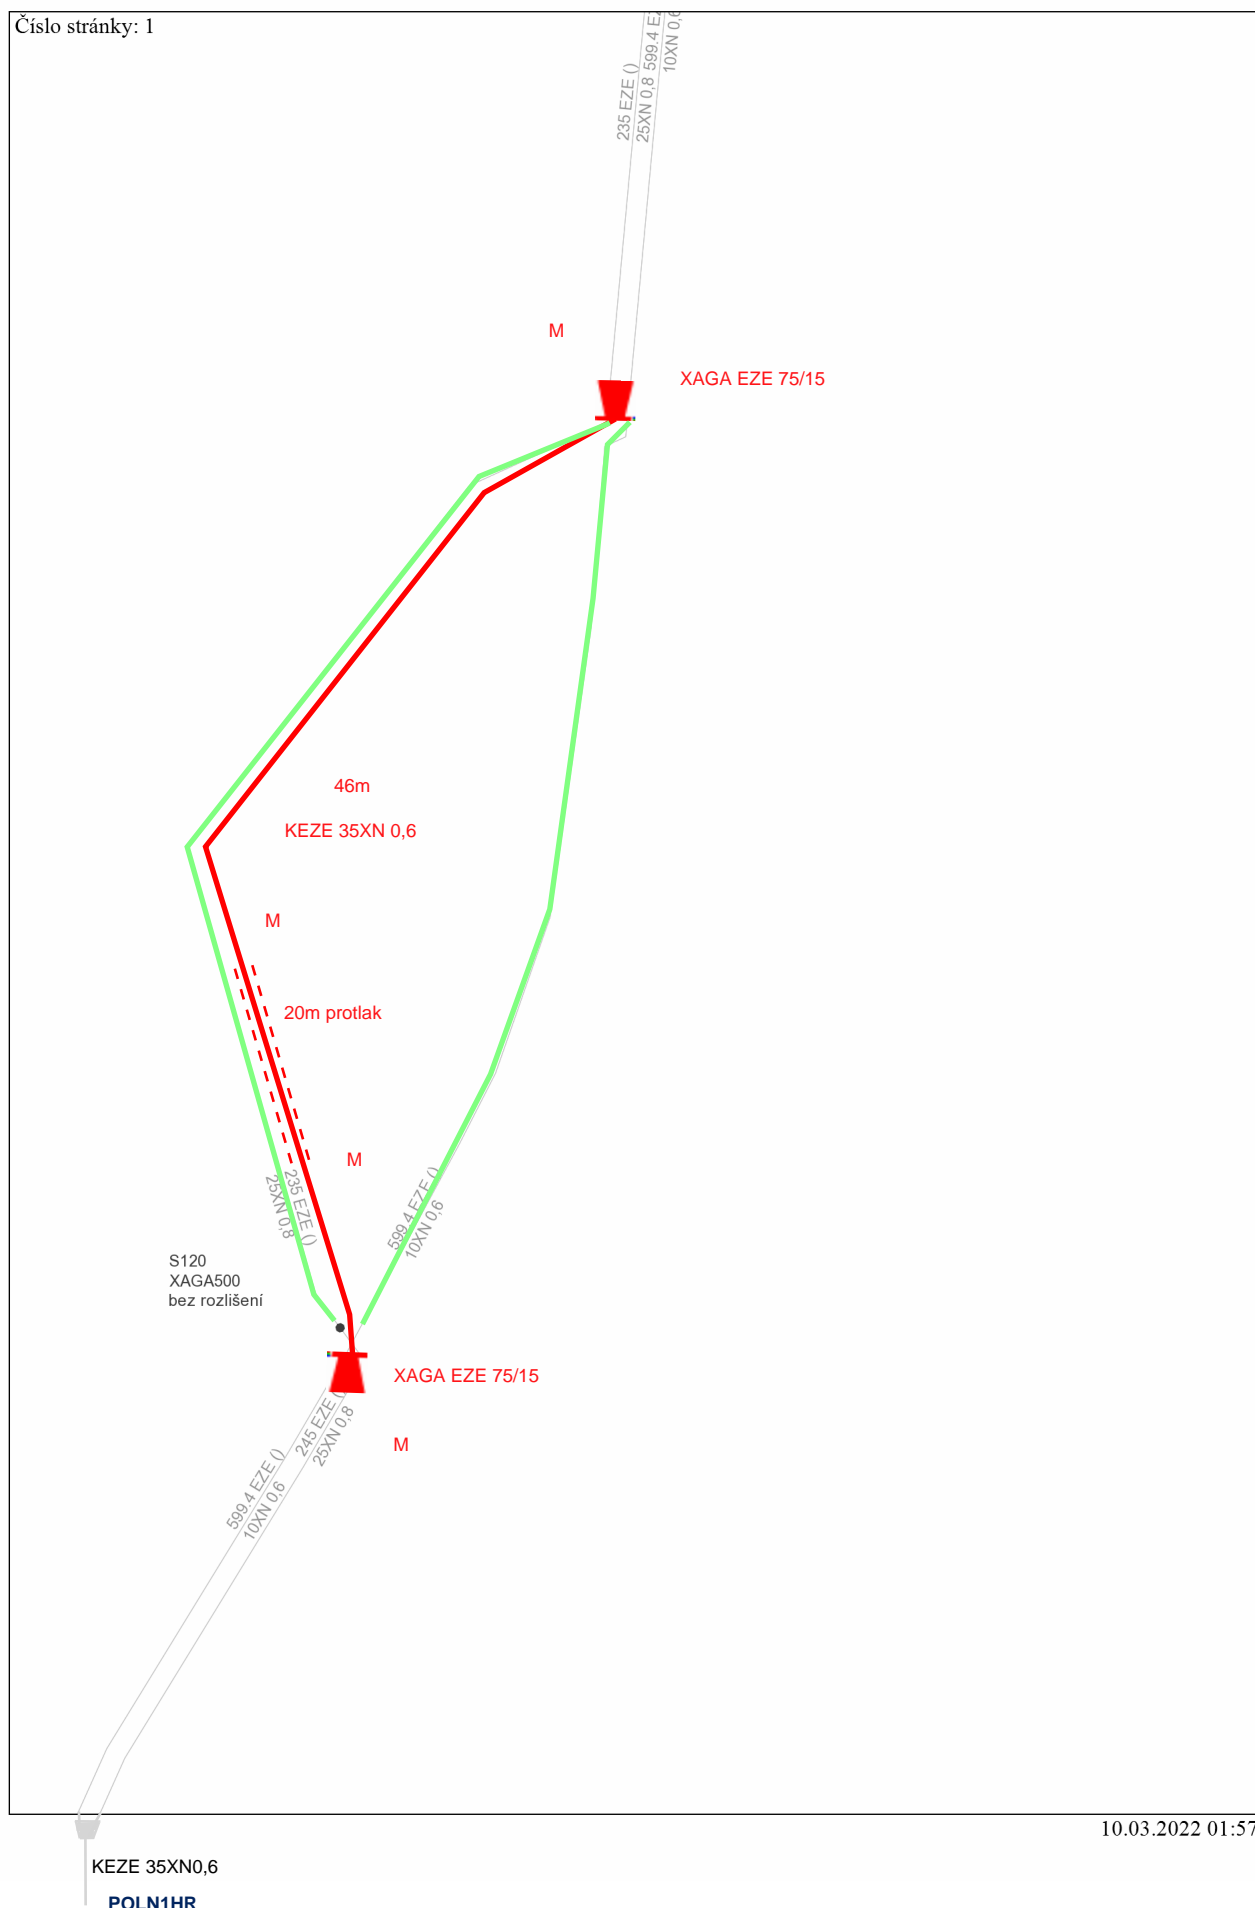 Číslo stránky: 1
235 EZE ()
25XN 0,8 599.4
10XN 0,6
M
XAGA EZE 75/15
46m
KEZE 35XN 0,6
M
20m protlak
M
235 EZE ()
25XN 0,8
599.4 EZE ()
10XN 0,6
S120
XAGA500
bez rozlišení
XAGA EZE 75/15
245 EZE (
25XN 0,8
M
599.4 EZE ()
10XN 0,6
10.03.2022 01:57
KEZE 35XN0,6
POLN1HR